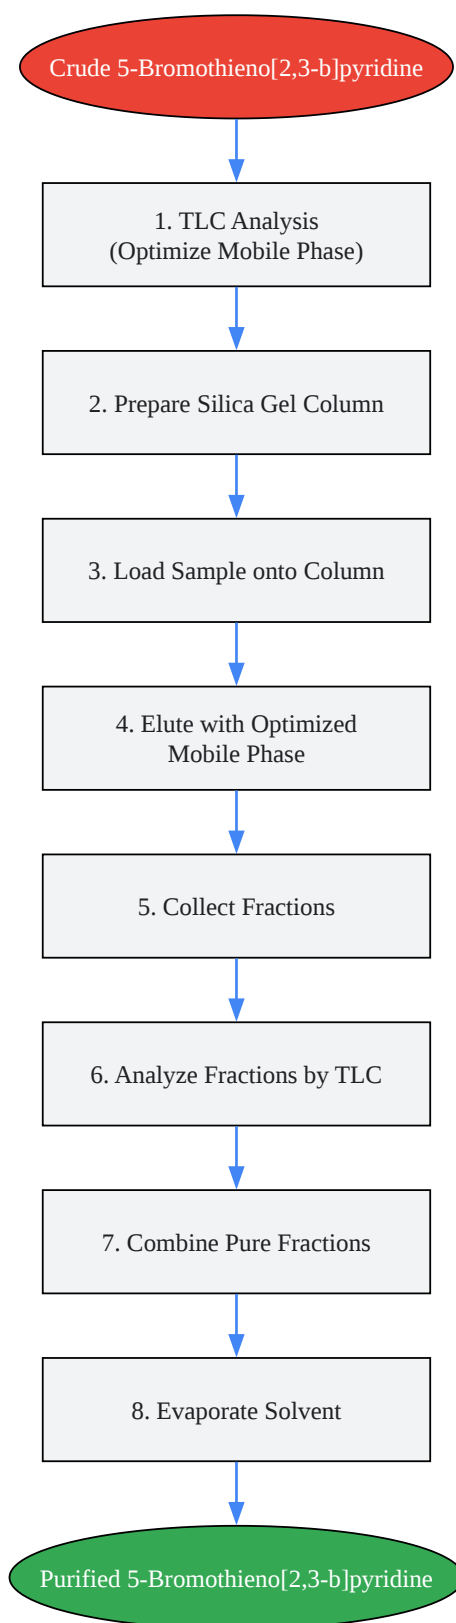 Crude 5-Bromothieno[2,3-b]pyridine
1. TLC Analysis
(Optimize Mobile Phase)
2. Prepare Silica Gel Column
3. Load Sample onto Column
4. Elute with Optimized
Mobile Phase
5. Collect Fractions
6. Analyze Fractions by TLC
7. Combine Pure Fractions
8. Evaporate Solvent
Purified 5-Bromothieno[2,3-b]pyridine